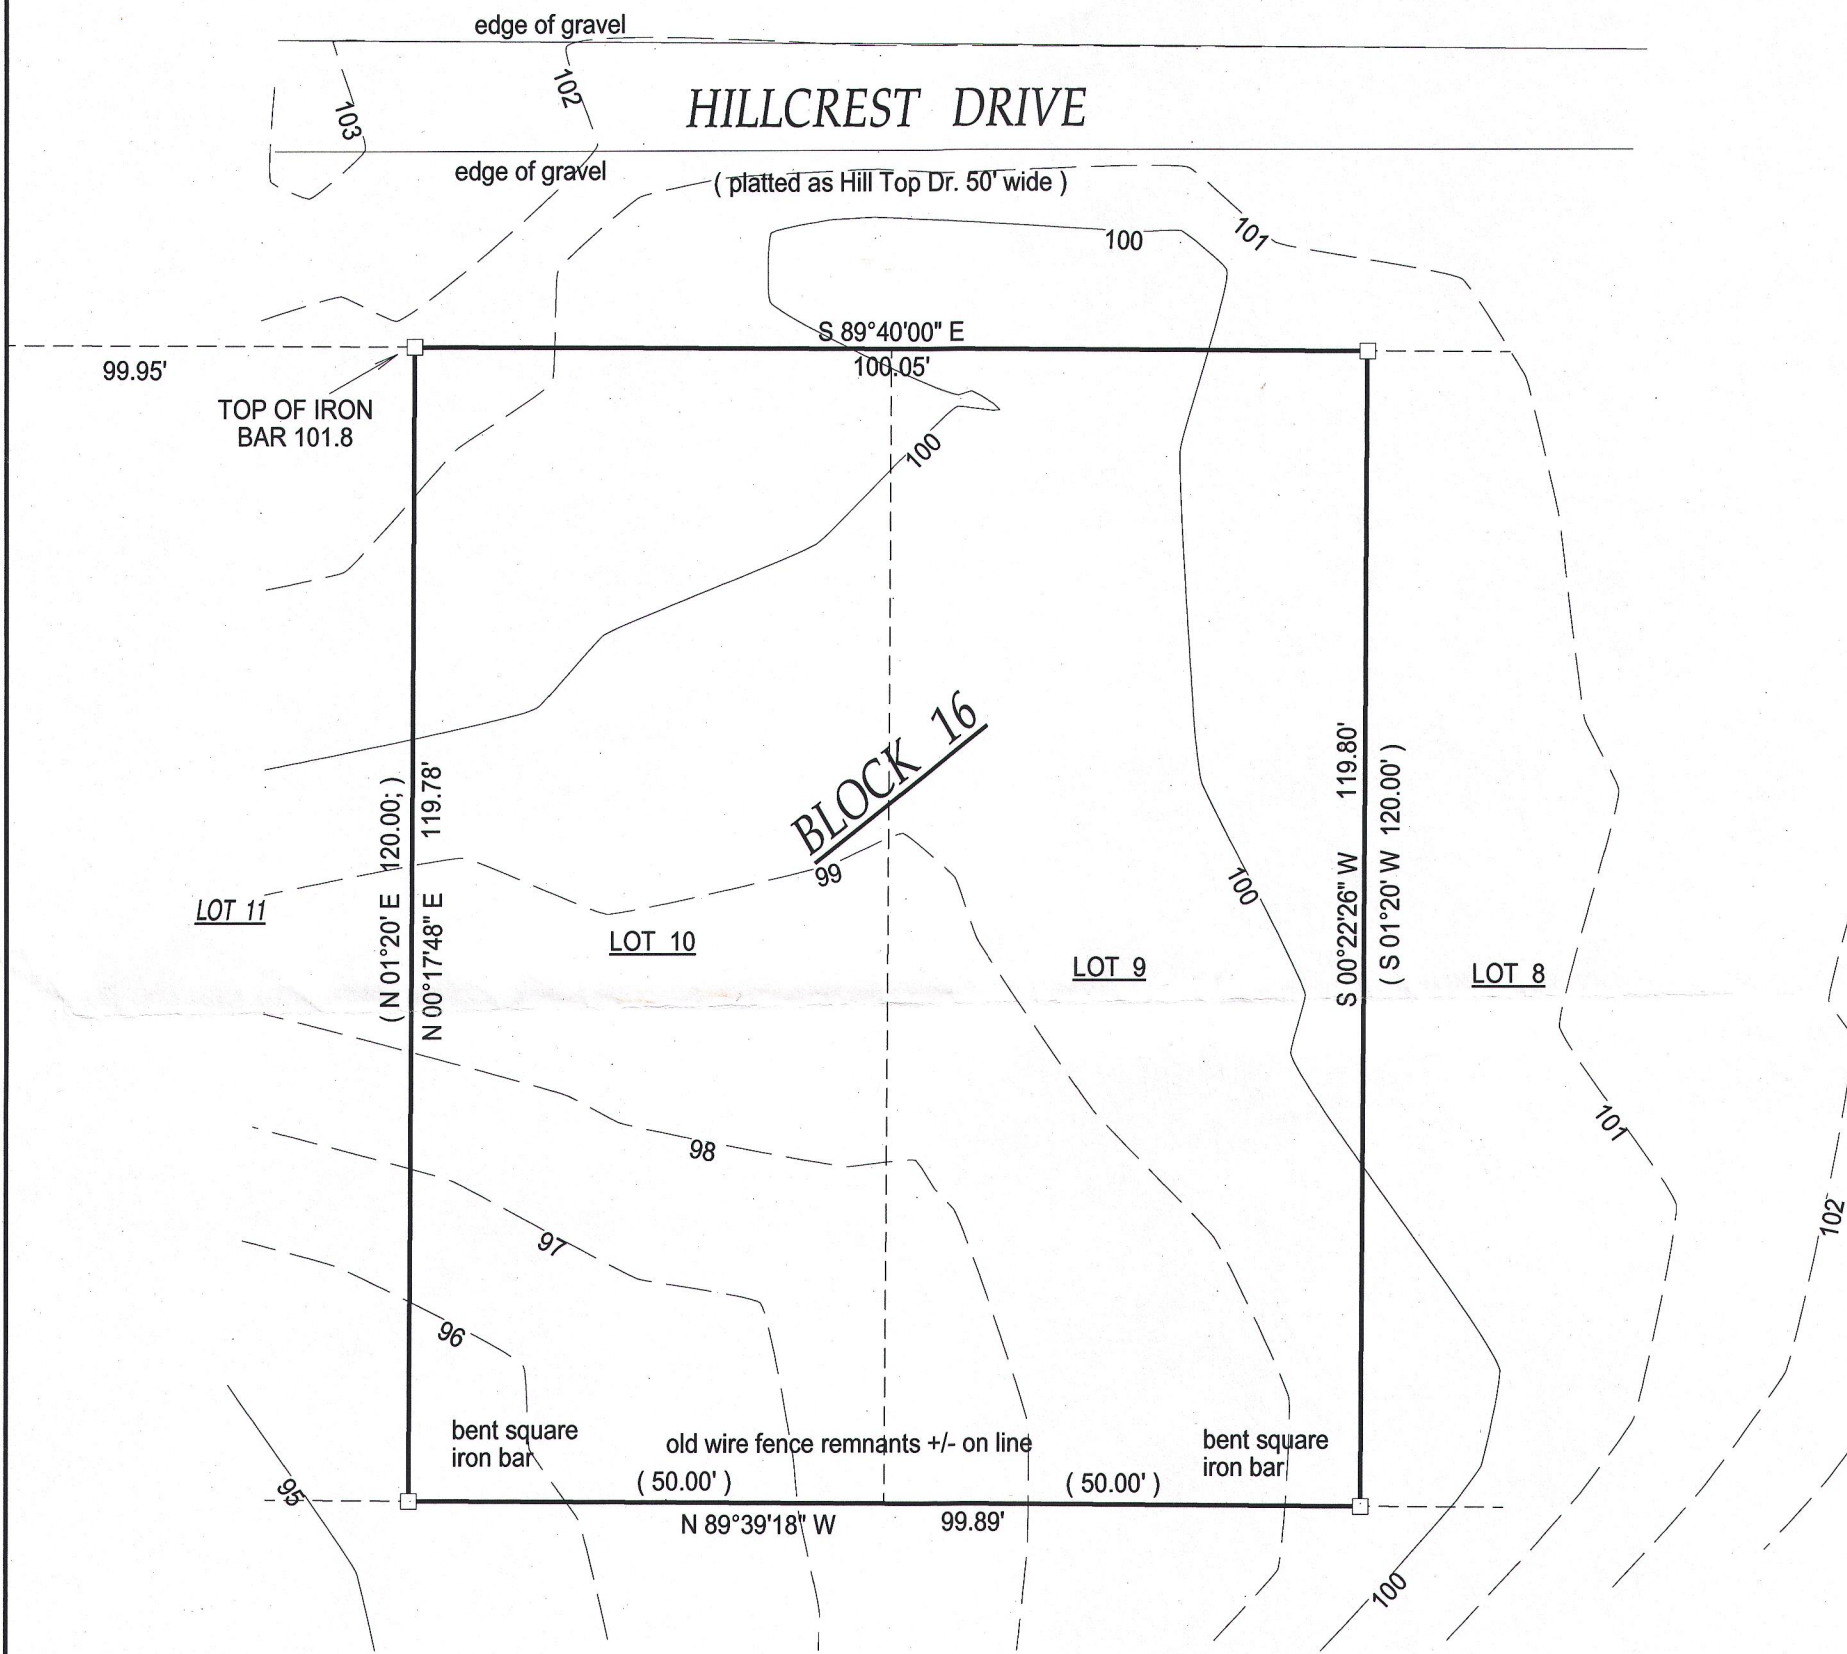 edge of gravel
102
103
HILLCREST DRIVE
edge of gravel
( platted as Hill Top Dr. 50' wide )
100
101
S 89°40'00" E
100.05'
99.95'
TOP OF IRON
BAR 101.8
100
BLOCK 16
99
( N 01°20' E 120.00; )
N 00°17'48" E 119.78'
S 00°22'26" W 119.80'
( S 01°20' W 120.00' )
100
LOT 11
LOT 10
LOT 9
LOT 8
98
101
97
102
96
bent square
iron bar
old wire fence remnants +/- on line
bent square
iron bar
( 50.00' )
( 50.00' )
95
N 89°39'18" W 99.89'
100